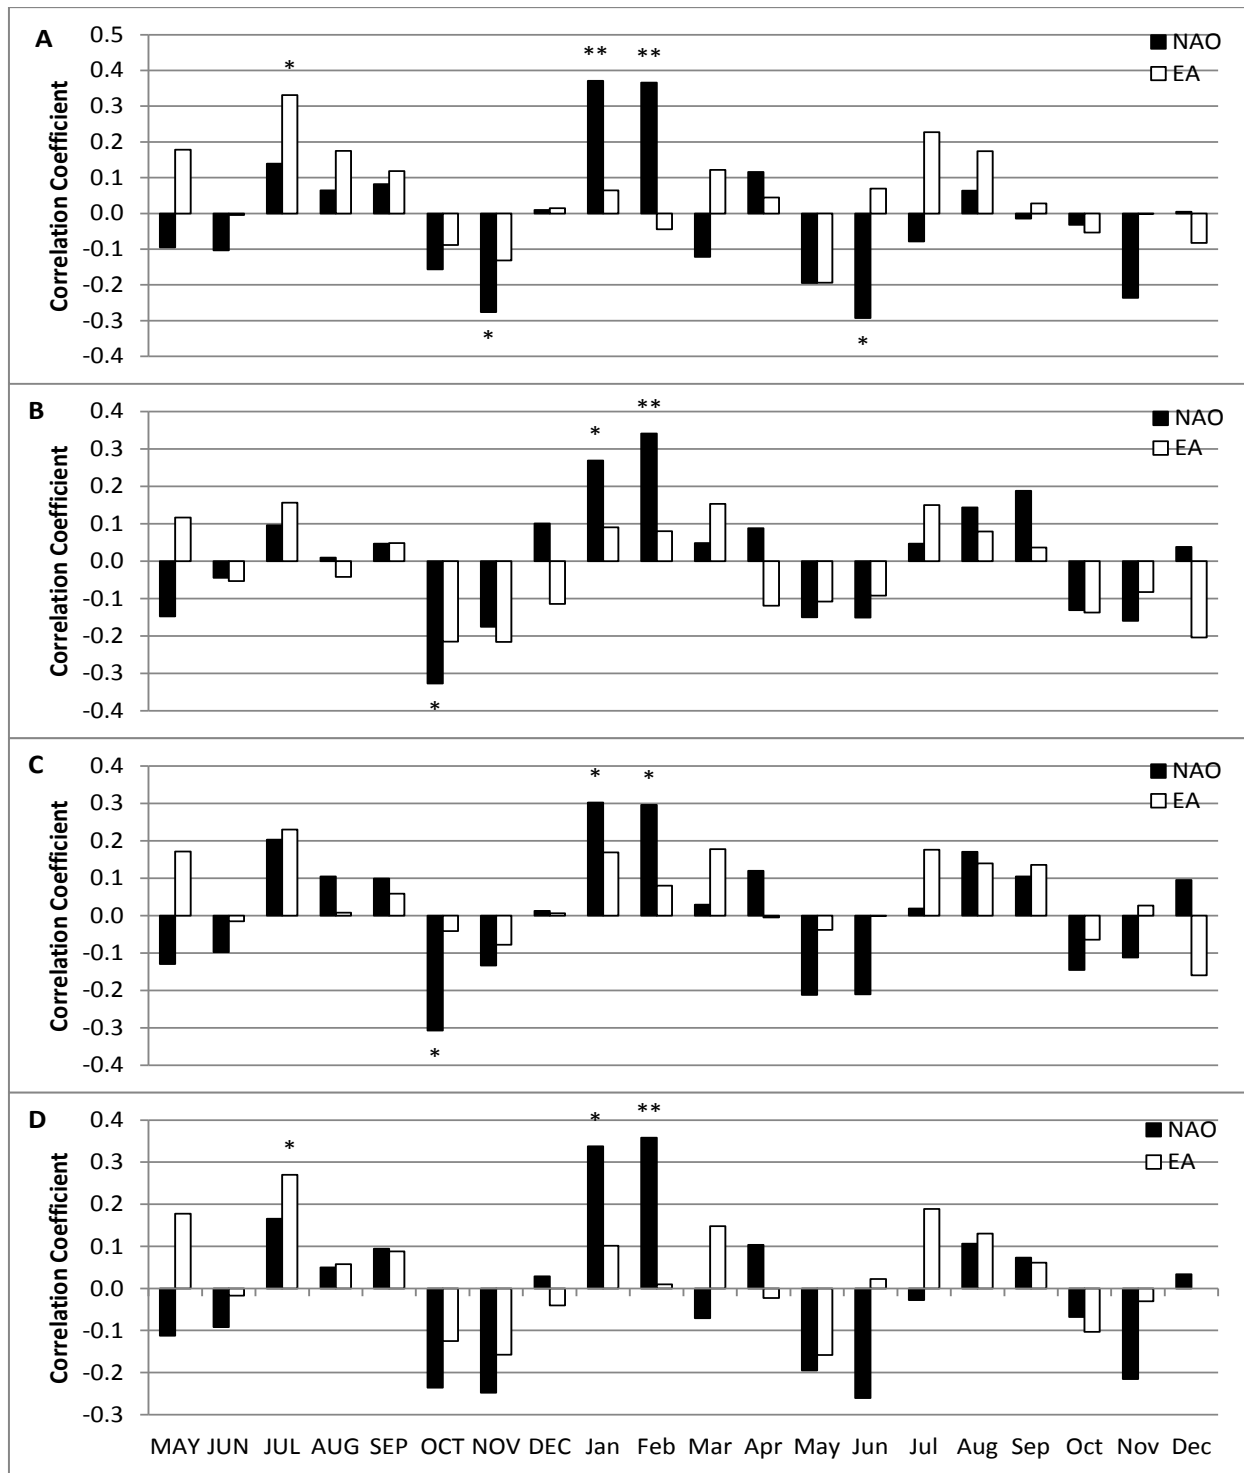 A
Correlation Coefficient
0.5
0.4
0.3
0.2
0.1
0.0
-0.1
-0.2
-0.3
-0.4
* ** **
* *
NAO
EA
B
Correlation Coefficient
0.4
0.3
0.2
0.1
0.0
-0.1
-0.2
-0.3
-0.4
* **
*
NAO
EA
C
Correlation Coefficient
0.4
0.3
0.2
0.1
0.0
-0.1
-0.2
-0.3
-0.4
* *
*
NAO
EA
D
Correlation Coefficient
0.4
0.3
0.2
0.1
0.0
-0.1
-0.2
-0.3
* * **
NAO
EA
MAY JUN JUL AUG SEP OCT NOV DEC Jan Feb Mar Apr May Jun Jul Aug Sep Oct Nov Dec